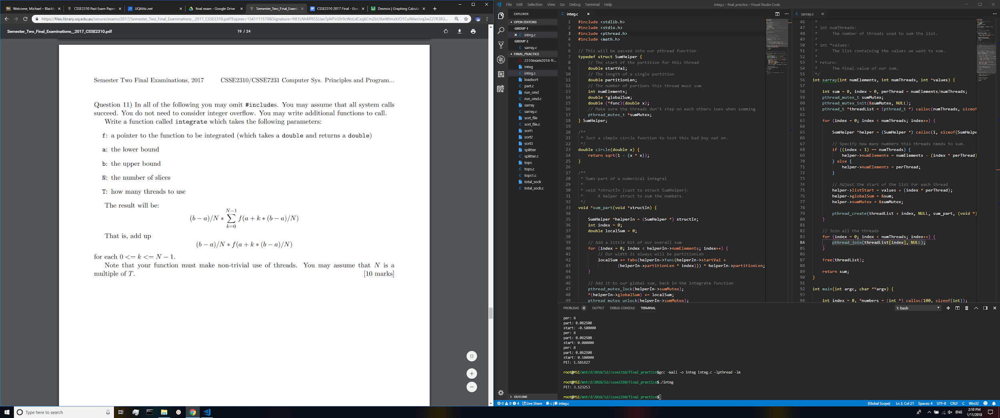 Welcome, Michael – Blackb
CSSE2310 Past Exam Paper
UQAttic.net
final exam - Google Drive
Semester_Two_Final_Exami
CSSE2310 2017 Final - Goo
Desmos | Graphing Calcula
https://files.library.uq.edu.au/secure/exams/2017/Semester_Two_Final_Examinations__2017_CSSE2310.pdf?Expires=1541111570&Signature=
Semester_Two_Final_Examinations__2017_CSSE2310.pdf
19 / 24
Semester Two Final Examinations, 2017 CSSE2310/CSSE7231 Computer Sys. Principles and Program...
Question 11) In all of the following you may omit #includes. You may assume that all system calls
succeed. You do not need to consider integer overflow. You may write additional functions to call.
Write a function called integrate which takes the following parameters:
f: a pointer to the function to be integrated (which takes a double and returns a double)
a: the lower bound
b: the upper bound
N: the number of slices
T: how many threads to use
The result will be:
N−1
(b − a)/N ∗ ∑ f(a + k ∗ (b − a)/N)
k=0
That is, add up
(b − a)/N ∗ f(a + k ∗ (b − a)/N)
for each 0 <= k <= N − 1.
Note that your function must make non-trivial use of threads. You may assume that N is a
multiple of T. [10 marks]
File Edit Selection View Go Debug Terminal Help
integ.c - final_practice - Visual Studio Code
EXPLORER
OPEN EDITORS
GROUP 1
integ.c
GROUP 2
sarray.c
FINAL_PRACTICE
2310exam2018-fr...
integ
integ.c
loadsort
part.c
run_cmd
run_cmd.c
sarray
sarray.c
sort_file
sort_file.c
sort1
sort2
sort3
splitter
splitter.c
tops
tops.c
tops1.c
total_sock
total_sock.c
OUTLINE
integ.c
1 #include <stdlib.h>
2 #include <stdio.h>
3 #include <pthread.h>
4 #include <math.h>
5
6 // This will be passed into our pthread function
7 typedef struct SumHelper {
8 // The start of the partition for this thread
9 double startVal;
10 // The length of a single partition
11 double partitionLen;
12 // The number of partions this thread must sum
13 int numElements;
14 double *globalSum;
15 double (*func)(double x);
16 // Make sure the threads don't step on each others toes when summing
17 pthread_mutex_t *sumMutex;
18 } SumHelper;
19
20 /**
21 * Just a simple circle function to test this bad boy out on.
22 */
23 double circle(double x) {
24 return sqrt(1 - (x * x));
25 }
26
27 /**
28 * Sums part of a numerical integral
29 *
30 * void *structIn (cast to struct SumHelper):
31 * A helper struct to sum the numbers.
32 */
33 void *sum_part(void *structIn) {
34
35 SumHelper *helperIn = (SumHelper *) structIn;
36 int index = 0;
37 double localSum = 0;
38
39 // Add a little bit of our overall sum
40 for (index = 0; index < helperIn->numElements; index++) {
41 // Our width is always will be partitionLen
42 localSum += fabs(helperIn->func(helperIn->startVal +
43 (helperIn->partitionLen * index))) * helperIn->partitionLen;
44 }
45
46 // Add it to our global sum, back in the integrate function
47 pthread_mutex_lock(helperIn->sumMutex);
48 *(helperIn->globalSum) += localSum;
49 pthread_mutex_unlock(helperIn->sumMutex);
sarray.c
46 *
47 * int numThreads:
48 * The number of threads used to sum the list.
49 *
50 * int *values:
51 * The list containing the values we want to sum.
52 *
53 * return:
54 * The final value of our sum.
55 */
56 int sarray(int numElements, int numThreads, int *values) {
57
58 int sum = 0, index = 0, perThread = numElements/numThreads;
59 pthread_mutex_t sumMutex;
60 pthread_mutex_init(&sumMutex, NULL);
61 pthread_t *threadList = (pthread_t *) calloc(numThreads, sizeof
62
63 for (index = 0; index < numThreads; index++) {
64
65 SumHelper *helper = (SumHelper *) calloc(1, sizeof(SumHelpe
66
67 // Specify how many numbers this threads needs to sum.
68 if ((index + 1) == numThreads) {
69 helper->numElements = numElements - (index * perThread)
70 } else {
71 helper->numElements = perThread;
72 }
73
74 // Adjust the start of the list for each thread
75 helper->listStart = values + (index * perThread);
76 helper->globalSum = &sum;
77 helper->sumMutex = &sumMutex;
78
79 pthread_create(threadList + index, NULL, sum_part, (void *)
80 }
81
82 // Join all the threads
83 for (index = 0; index < numThreads; index++) {
84 pthread_join(threadList[index], NULL);
85 }
86
87 free(threadList);
88
89 return sum;
90 }
91
92 int main(int argc, char **argv) {
93
94 int index = 0, *numbers = (int *) calloc(100, sizeof(int));
PROBLEMS 4 OUTPUT DEBUG CONSOLE TERMINAL
1: bash
per: 8
part: 0.062500
start: -0.500000
per: 8
part: 0.062500
start: 0.000000
per: 8
part: 0.062500
start: 0.500000
PI!: 1.561627
root@MSI/mnt/d/2018/S2/csse2310/final_practice$gcc -Wall -o integ integ.c -lpthread -lm
root@MSI/mnt/d/2018/S2/csse2310/final_practice$./integ
PI!: 3.123253
root@MSI/mnt/d/2018/S2/csse2310/final_practice$
0 0 4 Live Share c | integ.c
(Global Scope) Ln 3, Col 21 Spaces: 4 UTF-8 CRLF C Win32
Type here to search
ENG
2:10 PM
1/11/2018